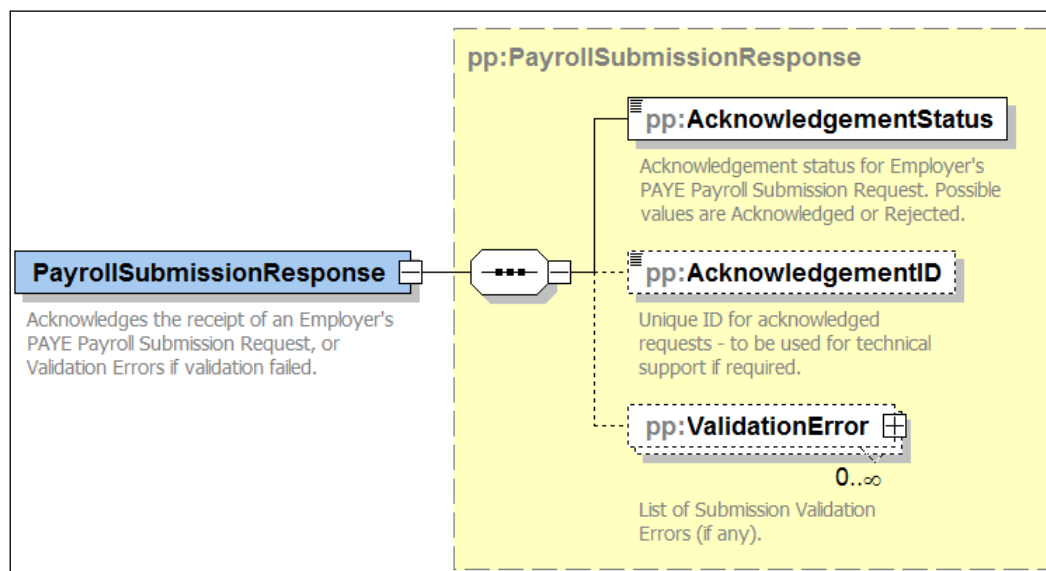 pp:PayrollSubmissionResponse
pp:AcknowledgementStatus
Acknowledgement status for Employer's
PAYE Payroll Submission Request. Possible
values are Acknowledged or Rejected.
PayrollSubmissionResponse
Acknowledges the receipt of an Employer's
PAYE Payroll Submission Request, or
Validation Errors if validation failed.
pp:AcknowledgementID
Unique ID for acknowledged
requests - to be used for technical
support if required.
pp:ValidationError
0..∞
List of Submission Validation
Errors (if any).